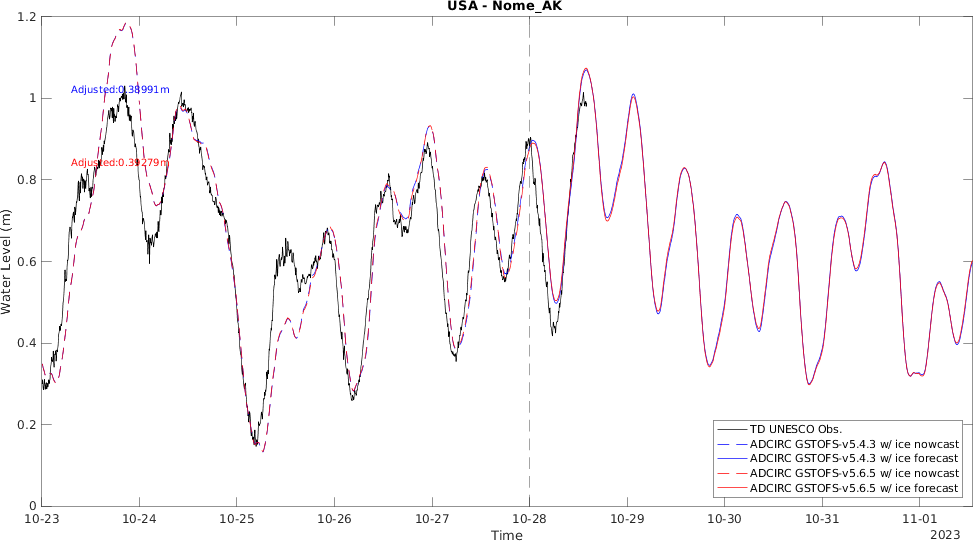 USA - Nome_AK
1.2
1
0.8
0.6
0.4
0.2
0
Water Level (m)
Adjusted:0.38991m
Adjusted:0.39279m
TD UNESCO Obs.
ADCIRC GSTOFS-v5.4.3 w/ ice nowcast
ADCIRC GSTOFS-v5.4.3 w/ ice forecast
ADCIRC GSTOFS-v5.6.5 w/ ice nowcast
ADCIRC GSTOFS-v5.6.5 w/ ice forecast
10-23 10-24 10-25 10-26 10-27 10-28 10-29 10-30 10-31 11-01
Time
2023